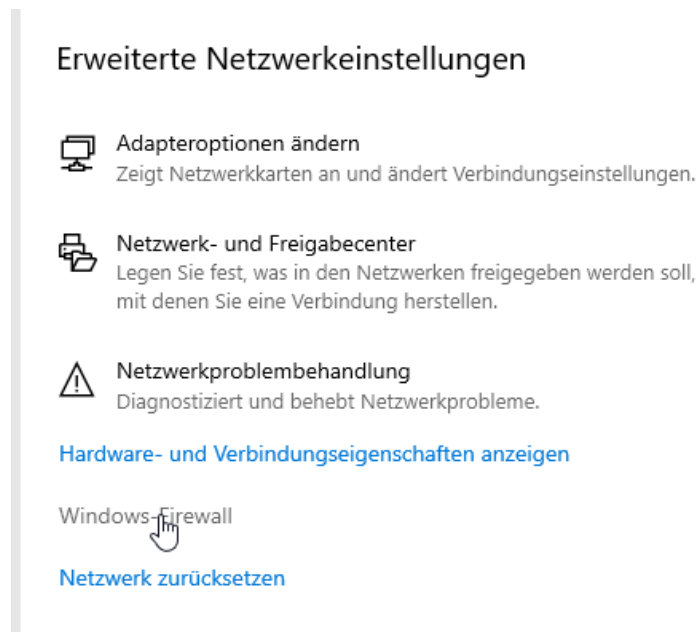 Erweiterte Netzwerkeinstellungen
Adapteroptionen ändern
Zeigt Netzwerkkarten an und ändert Verbindungseinstellungen.
Netzwerk- und Freigabecenter
Legen Sie fest, was in den Netzwerken freigegeben werden soll,
mit denen Sie eine Verbindung herstellen.
Netzwerkproblembehandlung
Diagnostiziert und behebt Netzwerkprobleme.
Hardware- und Verbindungseigenschaften anzeigen
Windows-Firewall
Netzwerk zurücksetzen